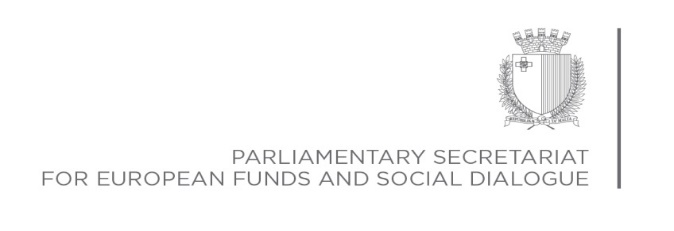 PARLIAMENTARY SECRETARIAT
FOR EUROPEAN FUNDS AND SOCIAL DIALOGUE